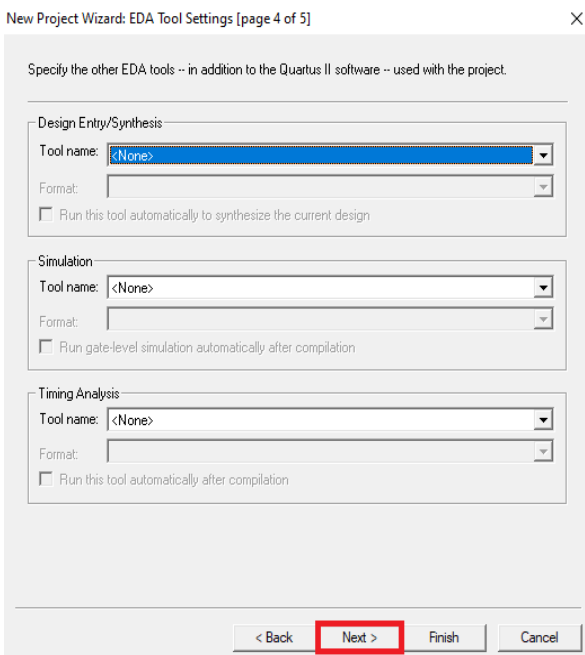 New Project Wizard: EDA Tool Settings [page 4 of 5]
Specify the other EDA tools -- in addition to the Quartus II software -- used with the project.
Design Entry/Synthesis
Tool name: <None>
Format:
Run this tool automatically to synthesize the current design
Simulation
Tool name: <None>
Format:
Run gate-level simulation automatically after compilation
Timing Analysis
Tool name: <None>
Format:
Run this tool automatically after compilation
< Back Next > Finish Cancel